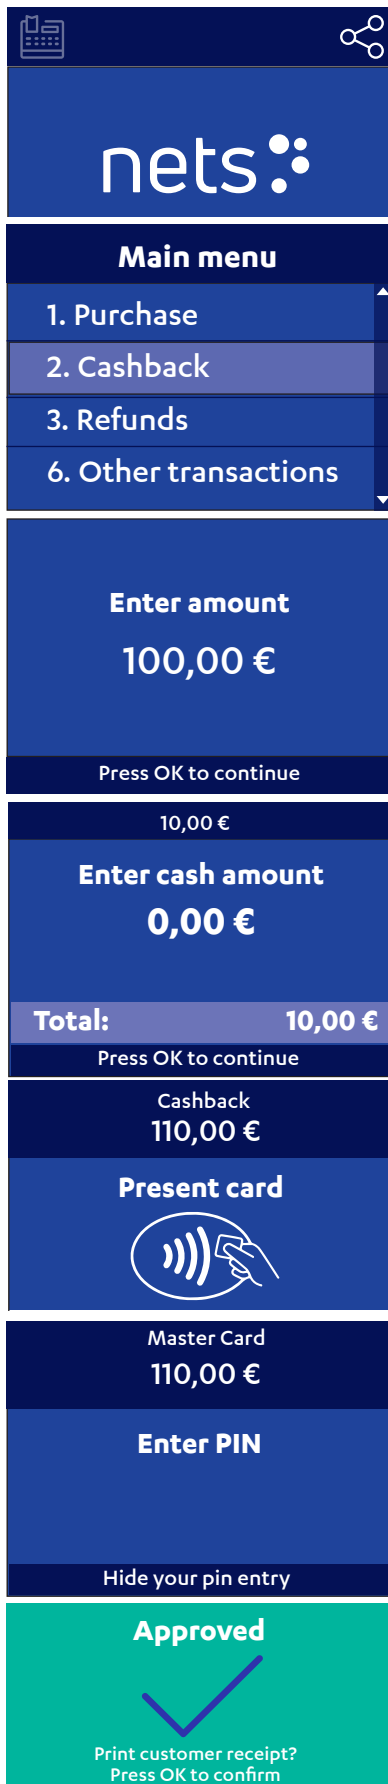 nets
Main menu
1. Purchase
2. Cashback
3. Refunds
6. Other transactions
Enter amount
100,00 €
Press OK to continue
10,00 €
Enter cash amount
0,00 €
Total: 10,00 €
Press OK to continue
Cashback
110,00 €
Present card
Master Card
110,00 €
Enter PIN
Hide your pin entry
Approved
Print customer receipt?
Press OK to confirm